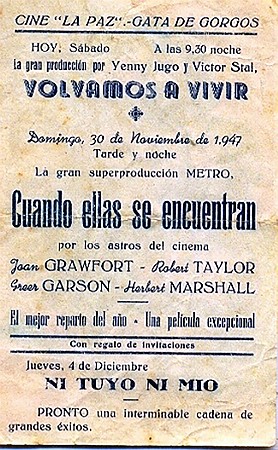 CINE "LA PAZ".-GATA DE GORGOS
HOY, Sábado A las 9,30 noche
la gran producción por Yenny Jugo y Victor Stal,
VOLVAMOS A VIVIR
Domingo, 30 de Noviembre de 1.947
Tarde y noche
La gran superproducción METRO,
Cuando ellas se encuentran
por los astros del cinema
Joan GRAWFORT - Robert TAYLOR
Greer GARSON - Herbert MARSHALL
El mejor reparto del año - Una película excepcional
Con regalo de invitaciones
Jueves, 4 de Diciembre
NI TUYO NI MIO
PRONTO una interminable cadena de
grandes éxitos.